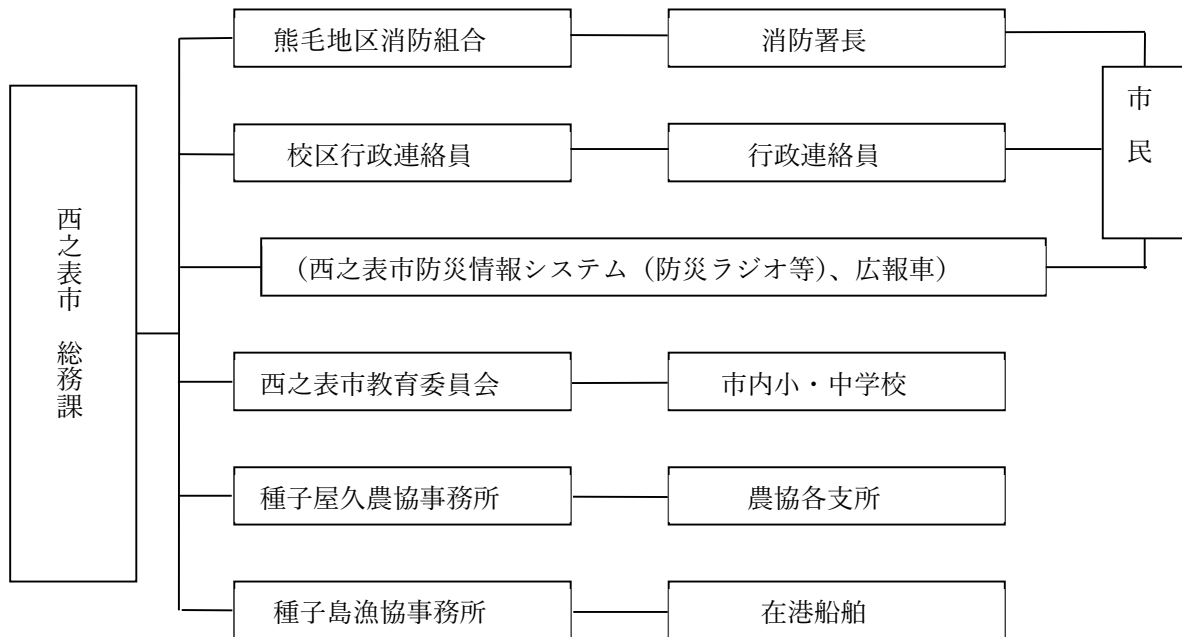 西之表市　総務課
熊毛地区消防組合
消防署長
市民
校区行政連絡員
行政連絡員
（西之表市防災情報システム（防災ラジオ等）、広報車）
西之表市教育委員会
市内小・中学校
種子屋久農協事務所
農協各支所
種子島漁協事務所
在港船舶